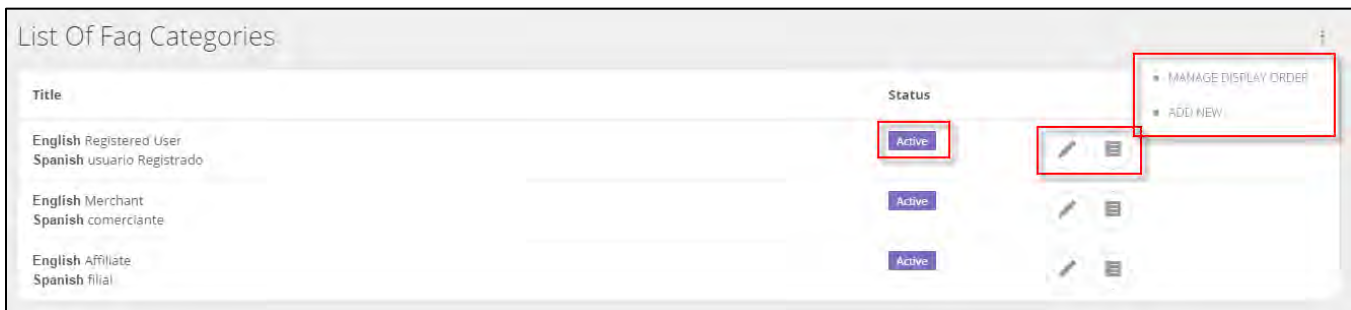 List Of Faq Categories
MANAGE DISPLAY ORDER
ADD NEW
Title Status
English Registered User
Spanish usuario Registrado
Active
English Merchant
Spanish comerciante
Active
English Affiliate
Spanish filial
Active